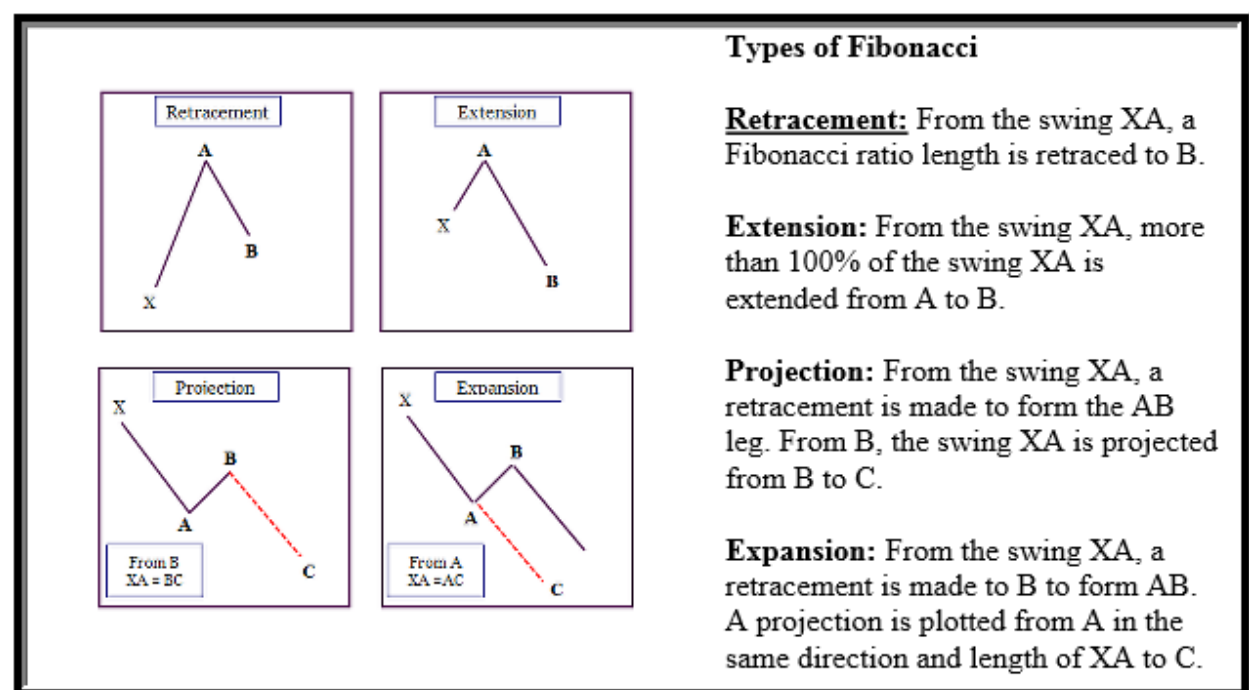 Types of Fibonacci
Retracement: From the swing XA, a
Fibonacci ratio length is retraced to B.
Extension: From the swing XA, more
than 100% of the swing XA is
extended from A to B.
Projection: From the swing XA, a
retracement is made to form the AB
leg. From B, the swing XA is projected
from B to C.
Expansion: From the swing XA, a
retracement is made to B to form AB.
A projection is plotted from A in the
same direction and length of XA to C.
Retracement
A
B
X
Extension
A
X
B
Projection
X
B
A
C
From B
XA = BC
Expansion
X
B
A
C
From A
XA =AC